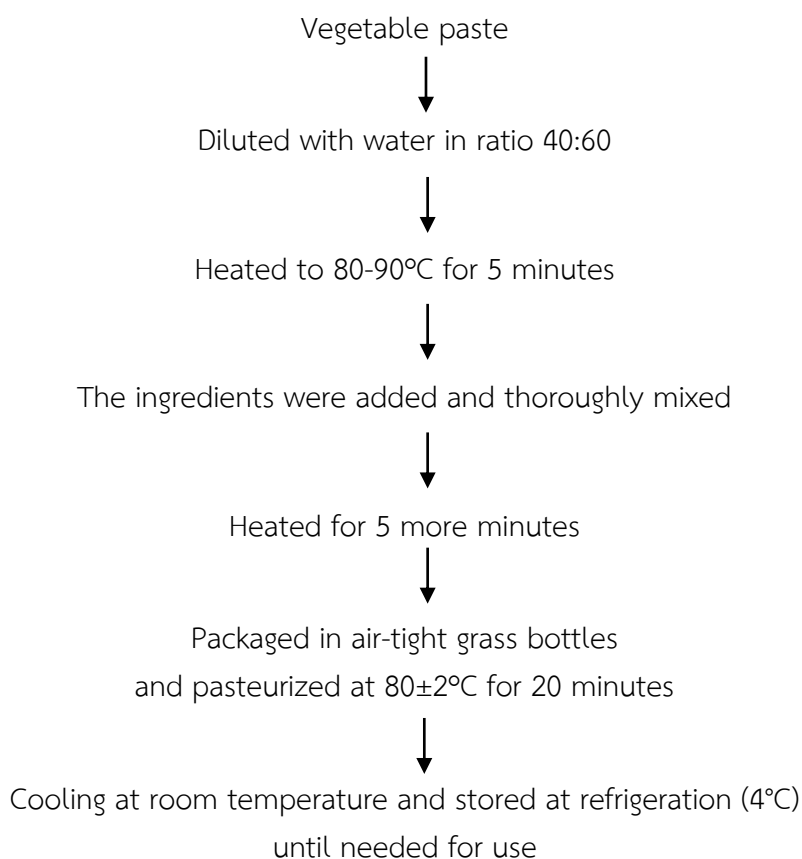 Vegetable paste
Diluted with water in ratio 40:60
Heated to 80-90°C for 5 minutes
The ingredients were added and thoroughly mixed
Heated for 5 more minutes
Packaged in air-tight grass bottles
and pasteurized at 80±2°C for 20 minutes
Cooling at room temperature and stored at refrigeration (4°C)
until needed for use